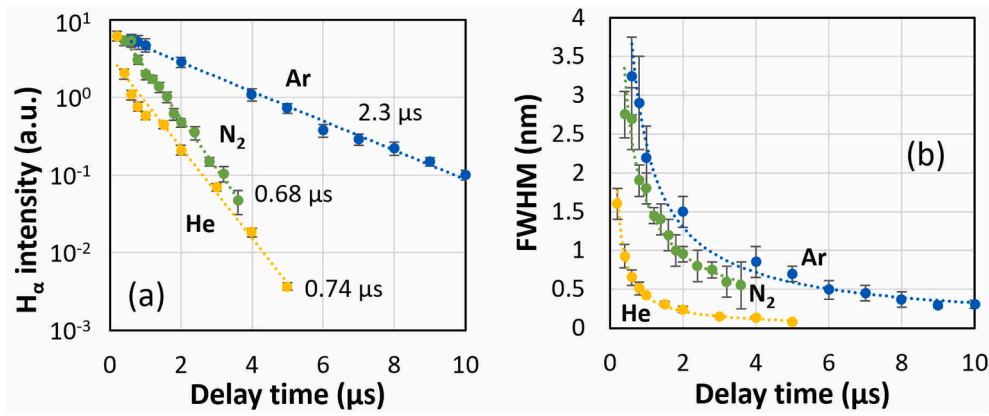 Hα intensity (a.u.)
10¹
10⁰
10⁻¹
10⁻²
10⁻³
Ar
2.3 µs
N₂
0.68 µs
He
0.74 µs
(a)
0 2 4 6 8 10
Delay time (µs)
FWHM (nm)
4
3.5
3
2.5
2
1.5
1
0.5
0
(b)
Ar
N₂
He
0 2 4 6 8 10
Delay time (µs)